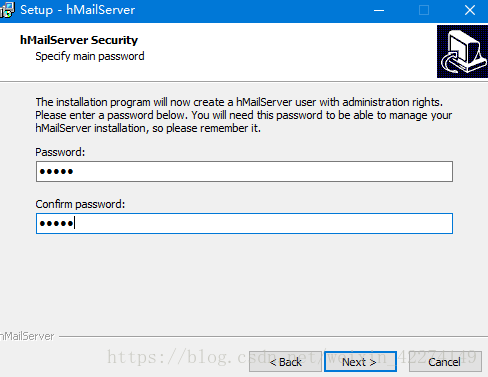 Setup - hMailServer
hMailServer Security
Specify main password
The installation program will now create a hMailServer user with administration rights.
Please enter a password below. You will need this password to be able to manage your
hMailServer installation, so please remember it.
Password:
●●●●●
Confirm password:
●●●●●
hMailServer
< Back
Next >
Cancel
https://blog.csdn.net/weixin_42274149